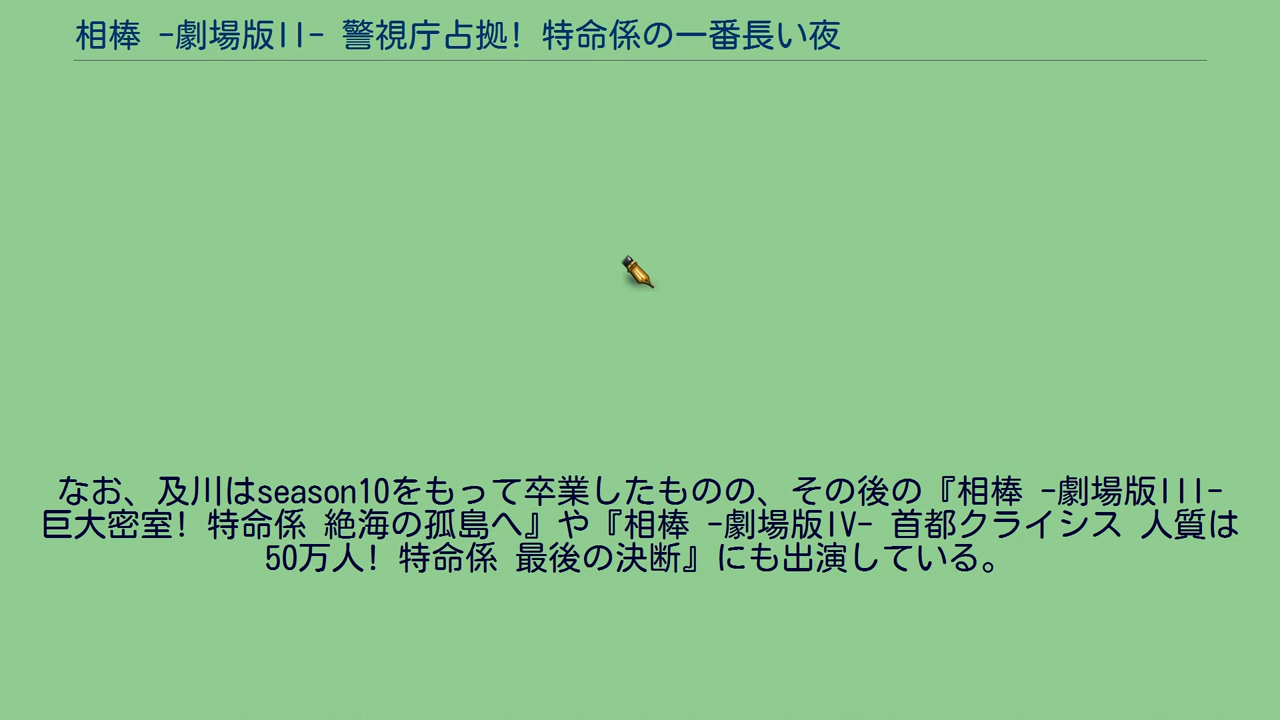 相棒 -劇場版II- 警視庁占拠! 特命係の一番長い夜
なお、及川はseason10をもって卒業したものの、その後の『相棒 -劇場版III-
巨大密室! 特命係 絶海の孤島へ』や『相棒 -劇場版IV- 首都クライシス 人質は
50万人! 特命係 最後の決断』にも出演している。